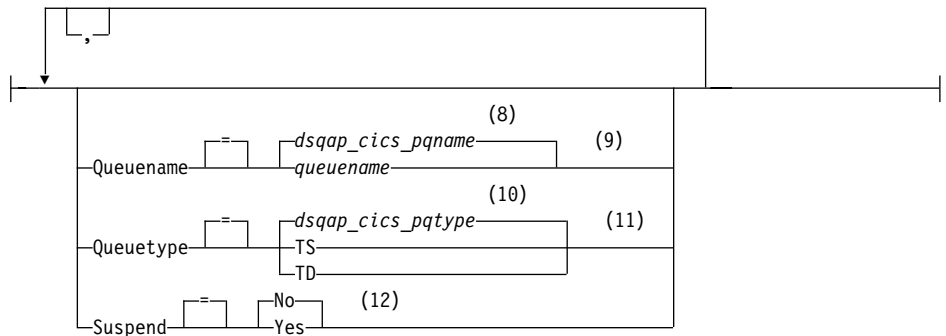 ,
(8)
= dsqap_cics_pqname (9)
Queuename queuename
(10)
= dsqap_cics_pqtype (11)
Queuetype TS
TD
= No (12)
Suspend Yes